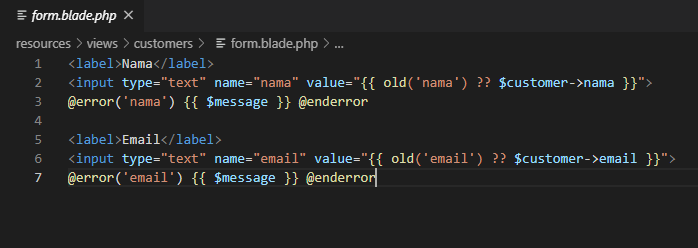 form.blade.php
resources > views > customers > form.blade.php > ...
1 <label>Nama</label>
2 <input type="text" name="nama" value="{{ old('nama') ?? $customer->nama }}">
3 @error('nama') {{ $message }} @enderror
4
5 <label>Email</label>
6 <input type="text" name="email" value="{{ old('email') ?? $customer->email }}">
7 @error('email') {{ $message }} @enderror